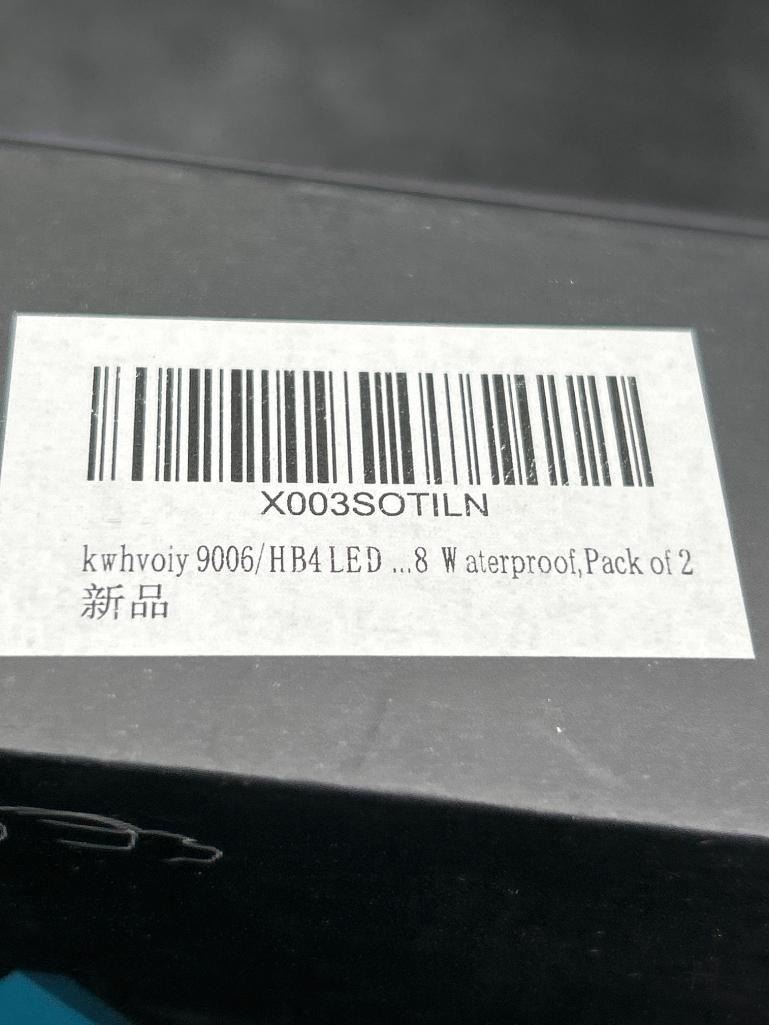 X003SOTILN
kwhvoiy 9006/HB4 LED ...8 Waterproof,Pack of 2
新品